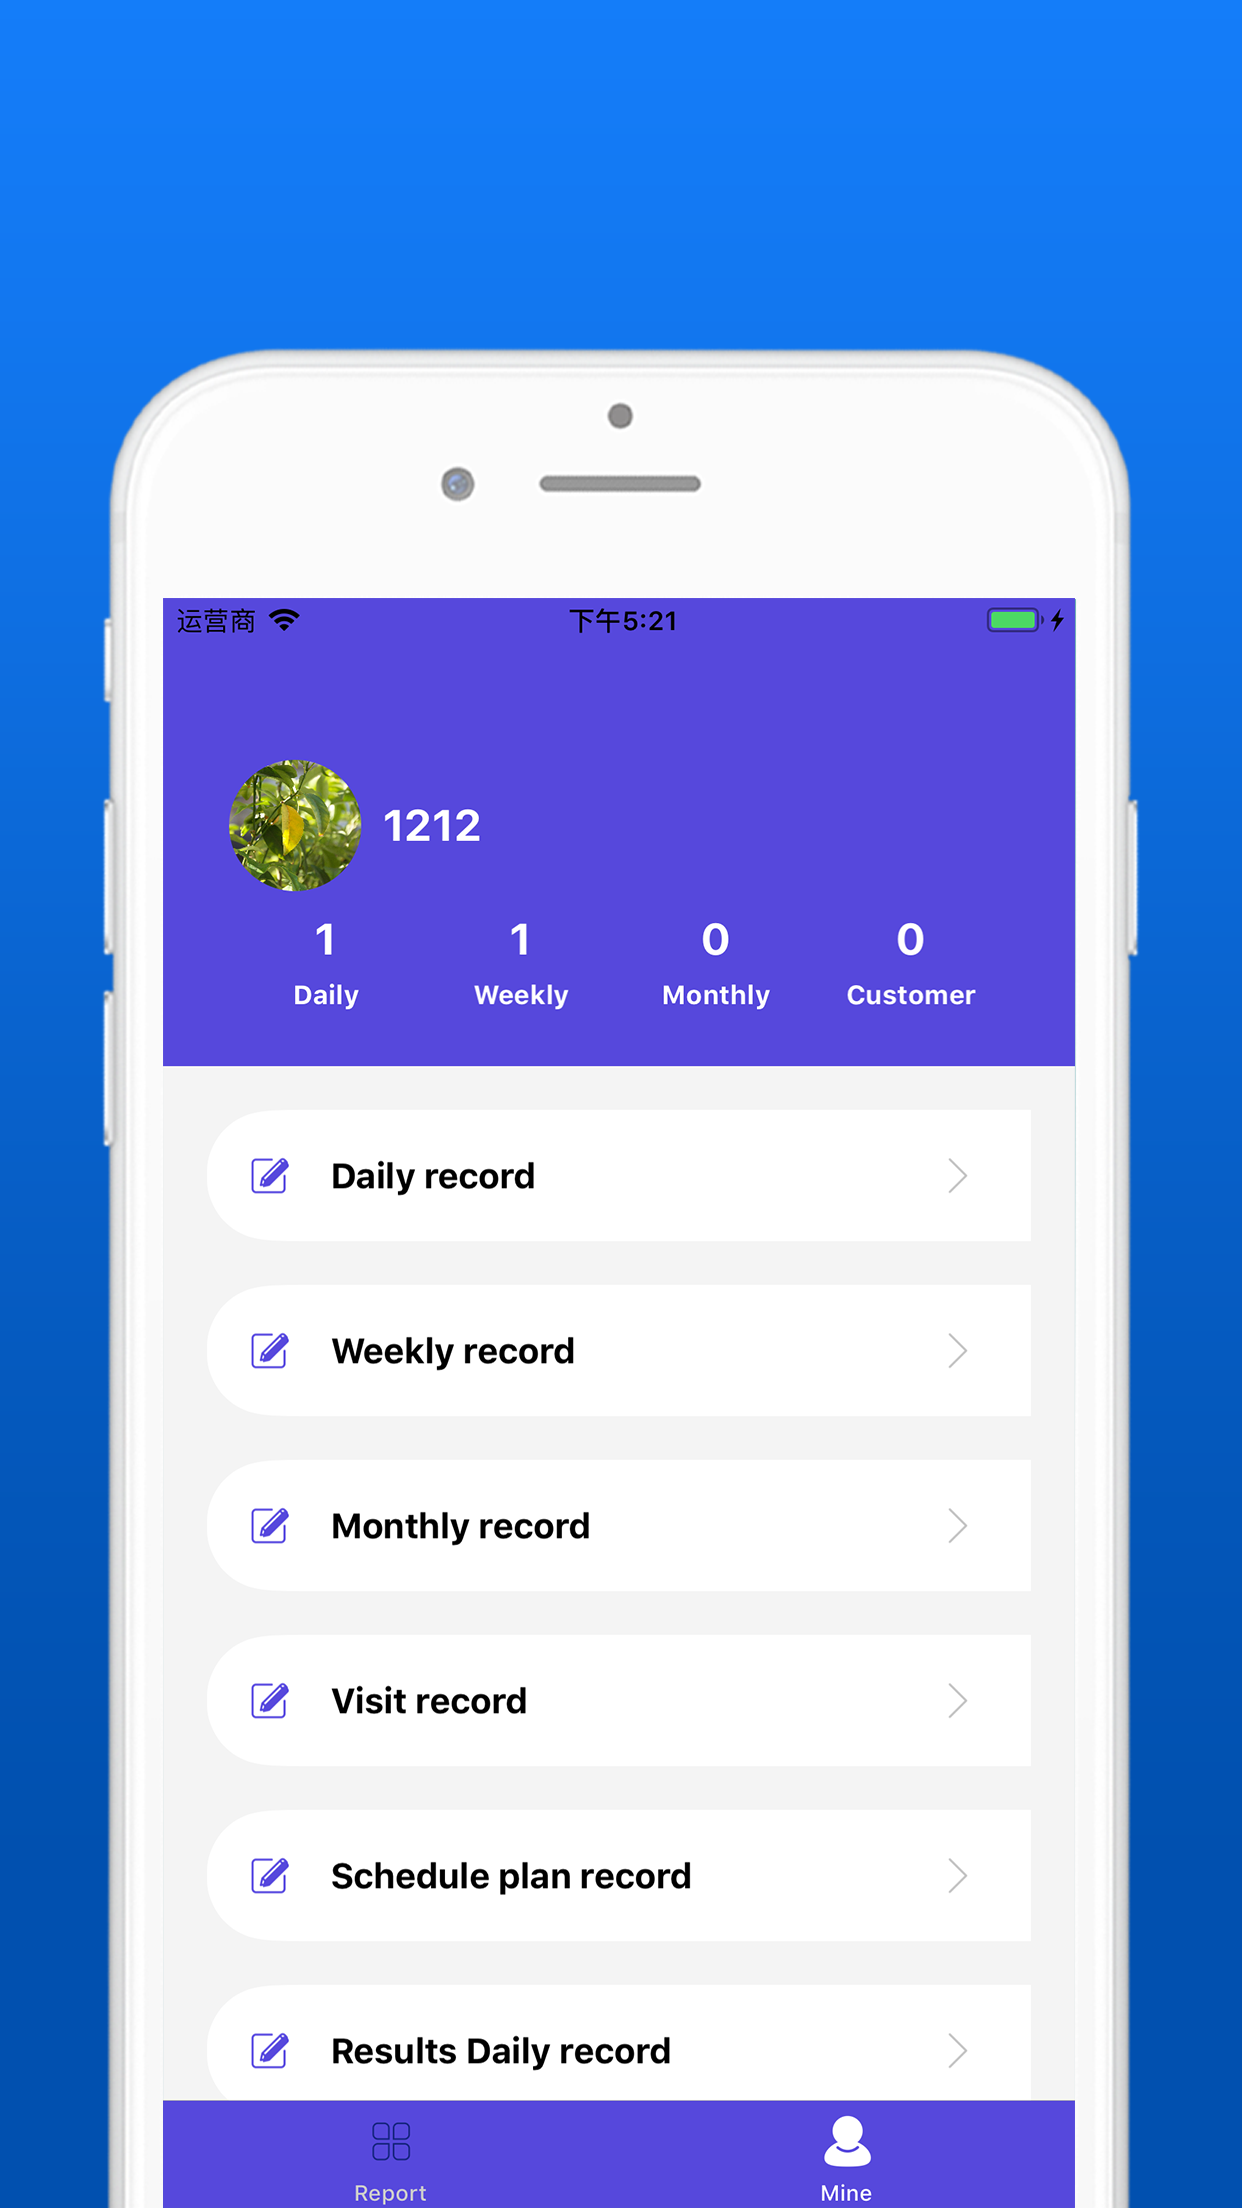 运营商 下午5:21
1212
1 1 0 0
Daily Weekly Monthly Customer
Daily record
Weekly record
Monthly record
Visit record
Schedule plan record
Results Daily record
Report Mine